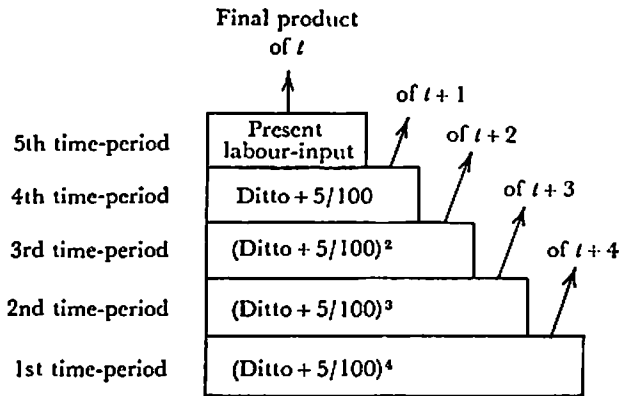 Final product
of t
of t + 1
of t + 2
of t + 3
of t + 4
5th time-period
Present
labour-input
4th time-period
Ditto + 5/100
3rd time-period
(Ditto + 5/100)²
2nd time-period
(Ditto + 5/100)³
1st time-period
(Ditto + 5/100)⁴